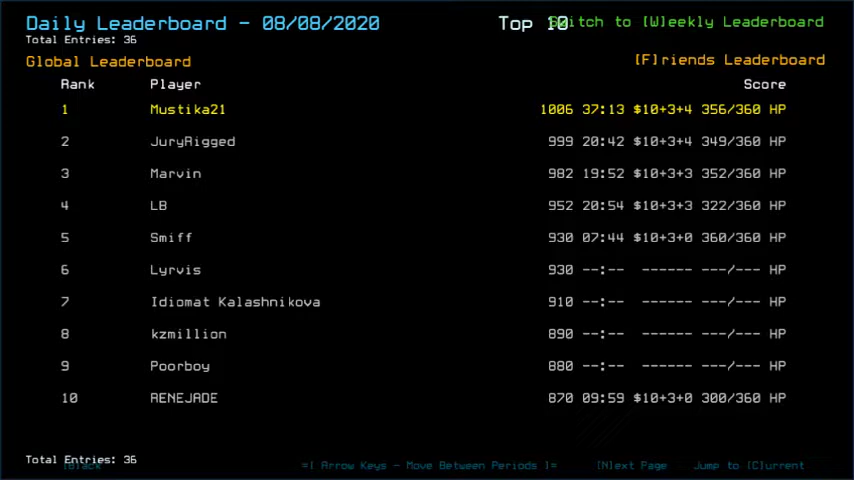 Daily Leaderboard - 08/08/2020 Top 10 Switch to [W]eekly Leaderboard
Total Entries: 36
Global Leaderboard [F]riends Leaderboard
Rank Player Score
1 Mustika21 1006 37:13 $10+3+4 356/360 HP
2 JuryRigged 999 20:42 $10+3+4 349/360 HP
3 Marvin 982 19:52 $10+3+3 352/360 HP
4 LB 952 20:54 $10+3+3 322/360 HP
5 Smiff 930 07:44 $10+3+0 360/360 HP
6 Lyrvis 930 --:-- ------ ---/--- HP
7 Idiomat Kalashnikova 910 --:-- ------ ---/--- HP
8 kzmillion 890 --:-- ------ ---/--- HP
9 Poorboy 880 --:-- ------ ---/--- HP
10 RENEJADE 870 09:59 $10+3+0 300/360 HP
Total Entries: 36
[B]ack =[ Arrow Keys - Move Between Periods ]= [N]ext Page Jump to [C]urrent